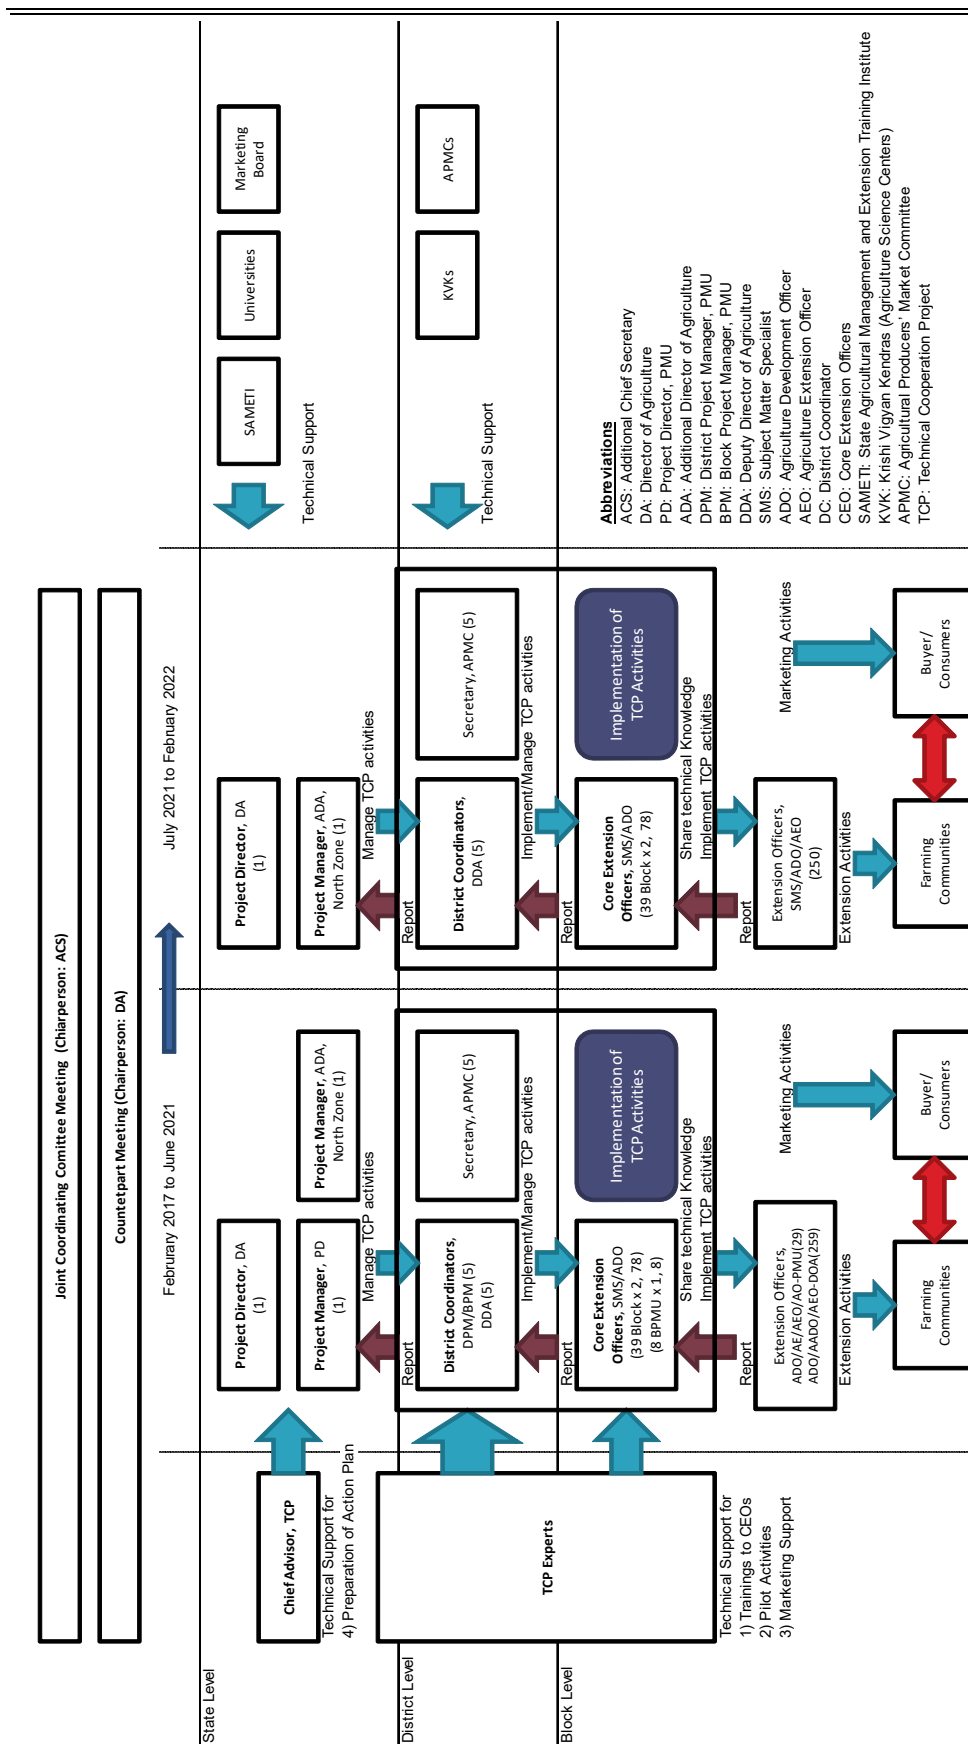 Joint Coordinating Committee Meeting (Chiarperson: ACS)
Countetpart Meeting (Chairperson: DA)
Februrary 2017 to June 2021
July 2021 to February 2022
State Level
Chief Advisor, TCP
Technical Support for
4) Preparation of Action Plan
Project Director, DA
(1)
Project Manager, PD
(1)
Project Manager, ADA,
North Zone (1)
Manage TCP activities
Report
Project Director, DA
(1)
Project Manager, ADA,
North Zone (1)
Manage TCP activities
Report
SAMETI
Universities
Marketing
Board
Technical Support
District Level
TCP Experts
District Coordinators,
DPM/BPM (5)
DDA (5)
Secretary, APMC (5)
Implement/Manage TCP activities
Report
District Coordinators,
DDA (5)
Secretary, APMC (5)
Implement/Manage TCP activities
Report
KVKs
APMCs
Technical Support
Block Level
Core Extension
Officers, SMS/ADO
(39 Block x 2, 78)
(8 BPMU x 1, 8)
Implementation of
TCP Activities
Share technical Knowledge
Implement TCP activities
Report
Core Extension
Officers, SMS/ADO
(39 Block x 2, 78)
Implementation of
TCP Activities
Share technical Knowledge
Implement TCP activities
Report
Technical Support for
1) Trainings to CEOs
2) Pilot Activities
3) Marketing Support
Extension Officers,
ADO/AE/AEO/AO-PMU(29)
ADO/AADO/AEO-DOA(259)
Extension Activities
Marketing Activities
Farming
Communities
Buyer/
Consumers
Extension Officers,
SMS/ADO/AEO
(250)
Extension Activities
Marketing Activities
Farming
Communities
Buyer/
Consumers
Abbreviations
ACS: Additional Chief Secretary
DA: Director of Agriculture
PD: Project Director, PMU
ADA: Additional Director of Agriculture
DPM: District Project Manager, PMU
BPM: Block Project Manager, PMU
DDA: Deputy Director of Agriculture
SMS: Subject Matter Specialist
ADO: Agriculture Development Officer
AEO: Agriculture Extension Officer
DC: District Coordinator
CEO: Core Extension Officers
SAMETI: State Agricultural Management and Extension Training Institute
KVK: Krishi Vigyan Kendras (Agriculture Science Centers)
APMC: Agricultural Producers' Market Committee
TCP: Technical Cooperation Project